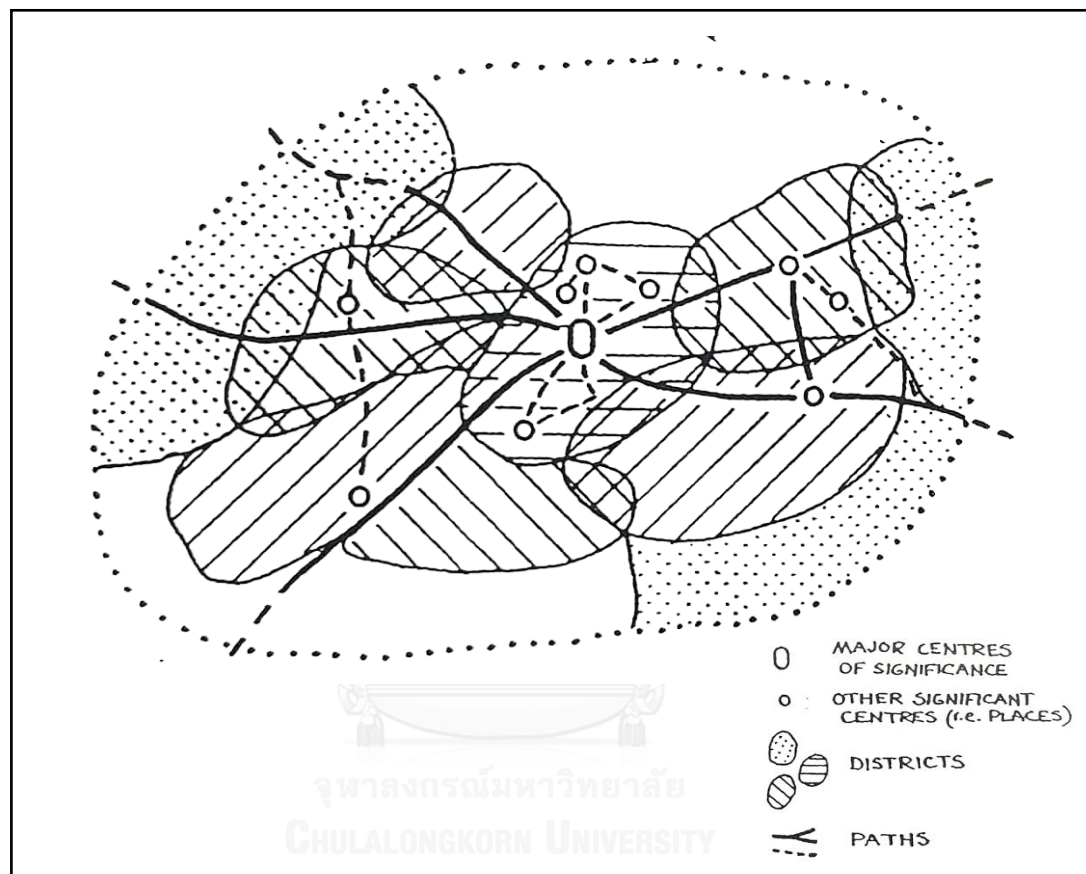 MAJOR CENTRES
OF SIGNIFICANCE
OTHER SIGNIFICANT
CENTRES (i.e. PLACES)
DISTRICTS
PATHS
จุฬาลงกรณ์มหาวิทยาลัย
CHULALONGKORN UNIVERSITY